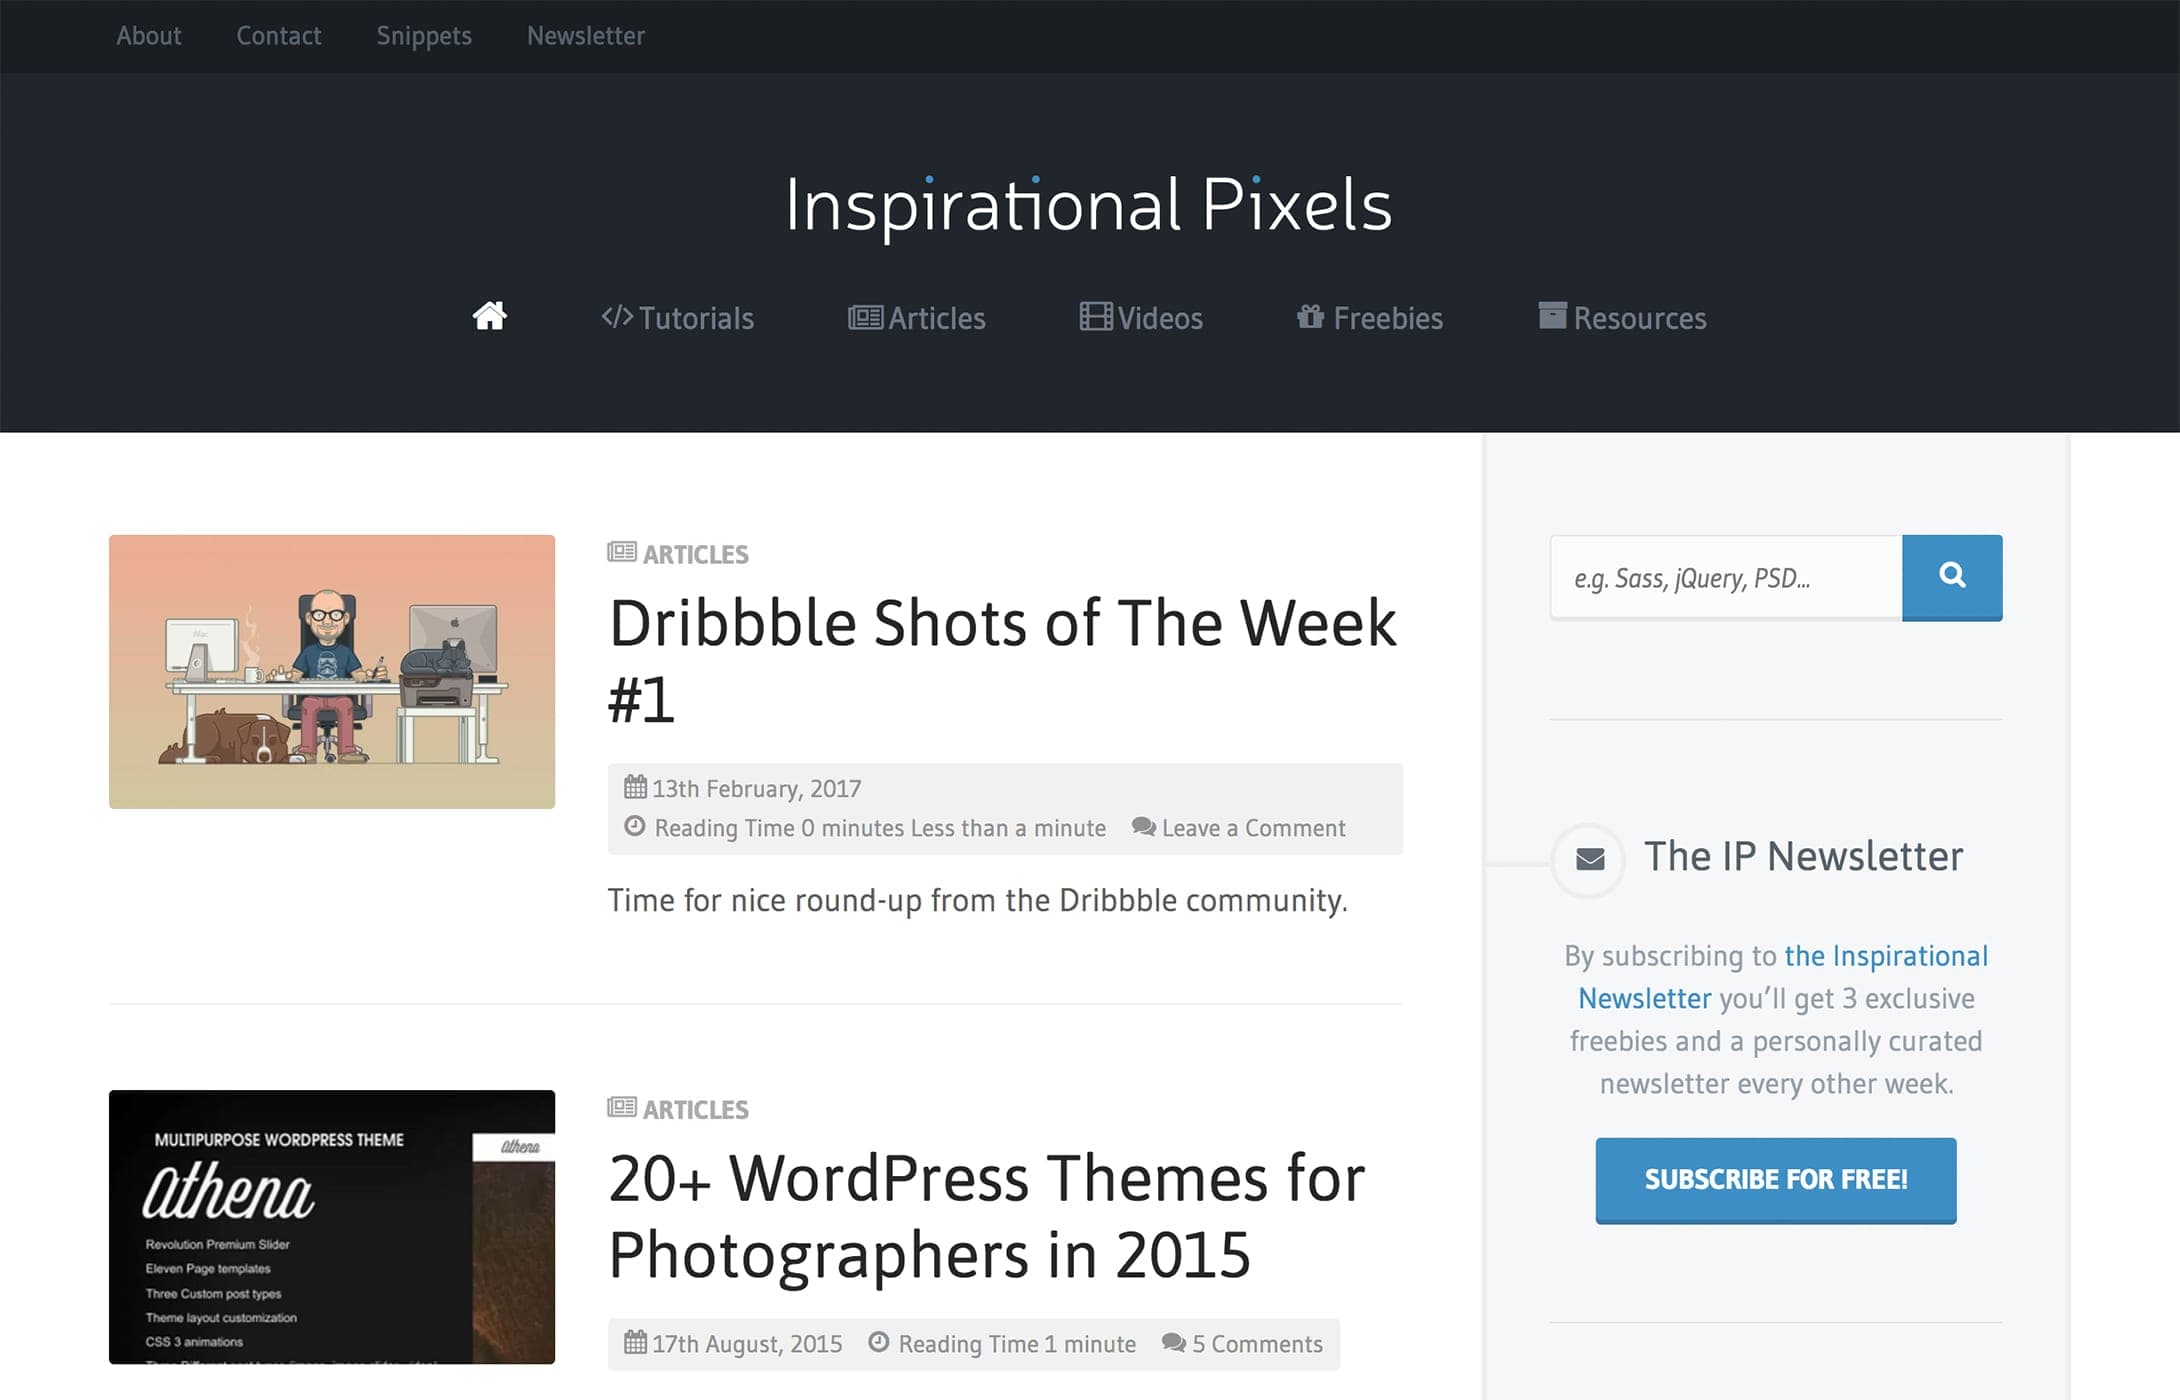 About Contact Snippets Newsletter
Inspirational Pixels
Tutorials Articles Videos Freebies Resources
ARTICLES
Dribbble Shots of The Week
#1
13th February, 2017
Reading Time 0 minutes Less than a minute Leave a Comment
Time for nice round-up from the Dribbble community.
MULTIPURPOSE WORDPRESS THEME
athena
athena
Revolution Premium Slider
Eleven Page templates
Three Custom post types
Theme layout customization
CSS 3 animations
ARTICLES
20+ WordPress Themes for
Photographers in 2015
17th August, 2015 Reading Time 1 minute 5 Comments
e.g. Sass, jQuery, PSD...
The IP Newsletter
By subscribing to the Inspirational
Newsletter you’ll get 3 exclusive
freebies and a personally curated
newsletter every other week.
SUBSCRIBE FOR FREE!